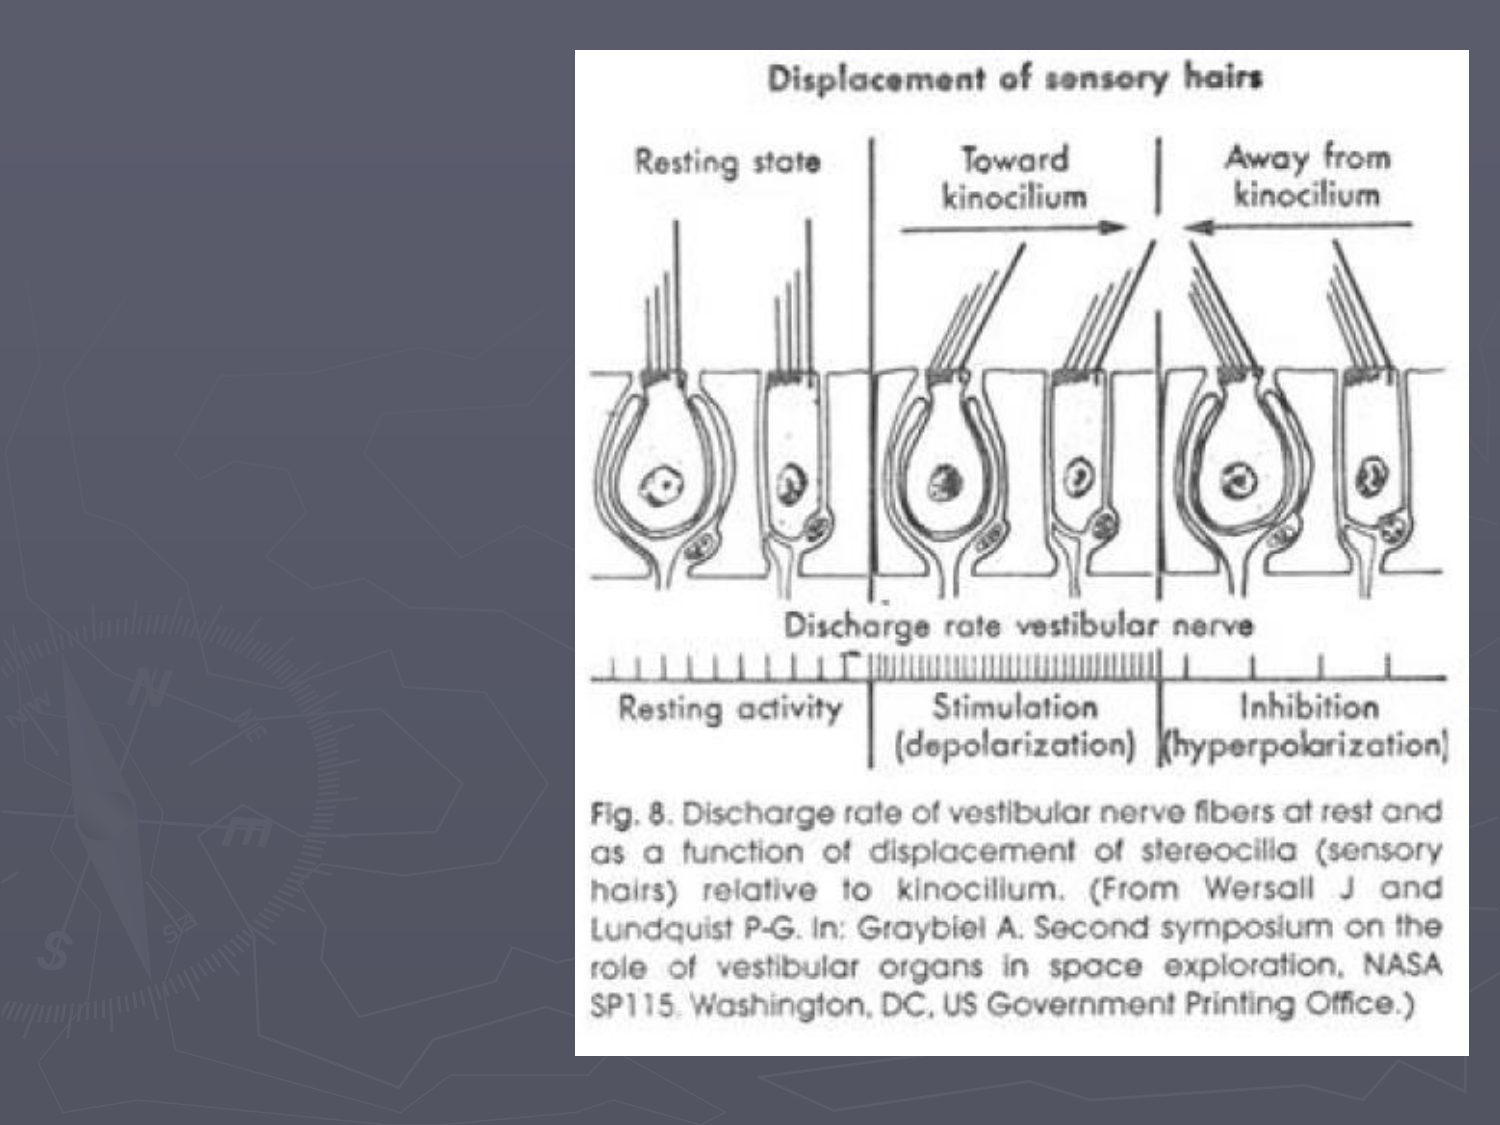 Displacement of sensory hairs
Resting state
Toward
kinocilium
Away from
kinocilium
Discharge rate vestibular nerve
Resting activity
Stimulation
(depolarization)
Inhibition
(hyperpolarization)
Fig. 8. Discharge rate of vestibular nerve fibers at rest and
as a function of displacement of stereocilia (sensory
hairs) relative to kinocilium. (From Wersall J and
Lundquist P-G. In: Graybiel A. Second symposium on the
role of vestibular organs in space exploration, NASA
SP115. Washington, DC, US Government Printing Office.)
N
NW
NE
E
SE
S